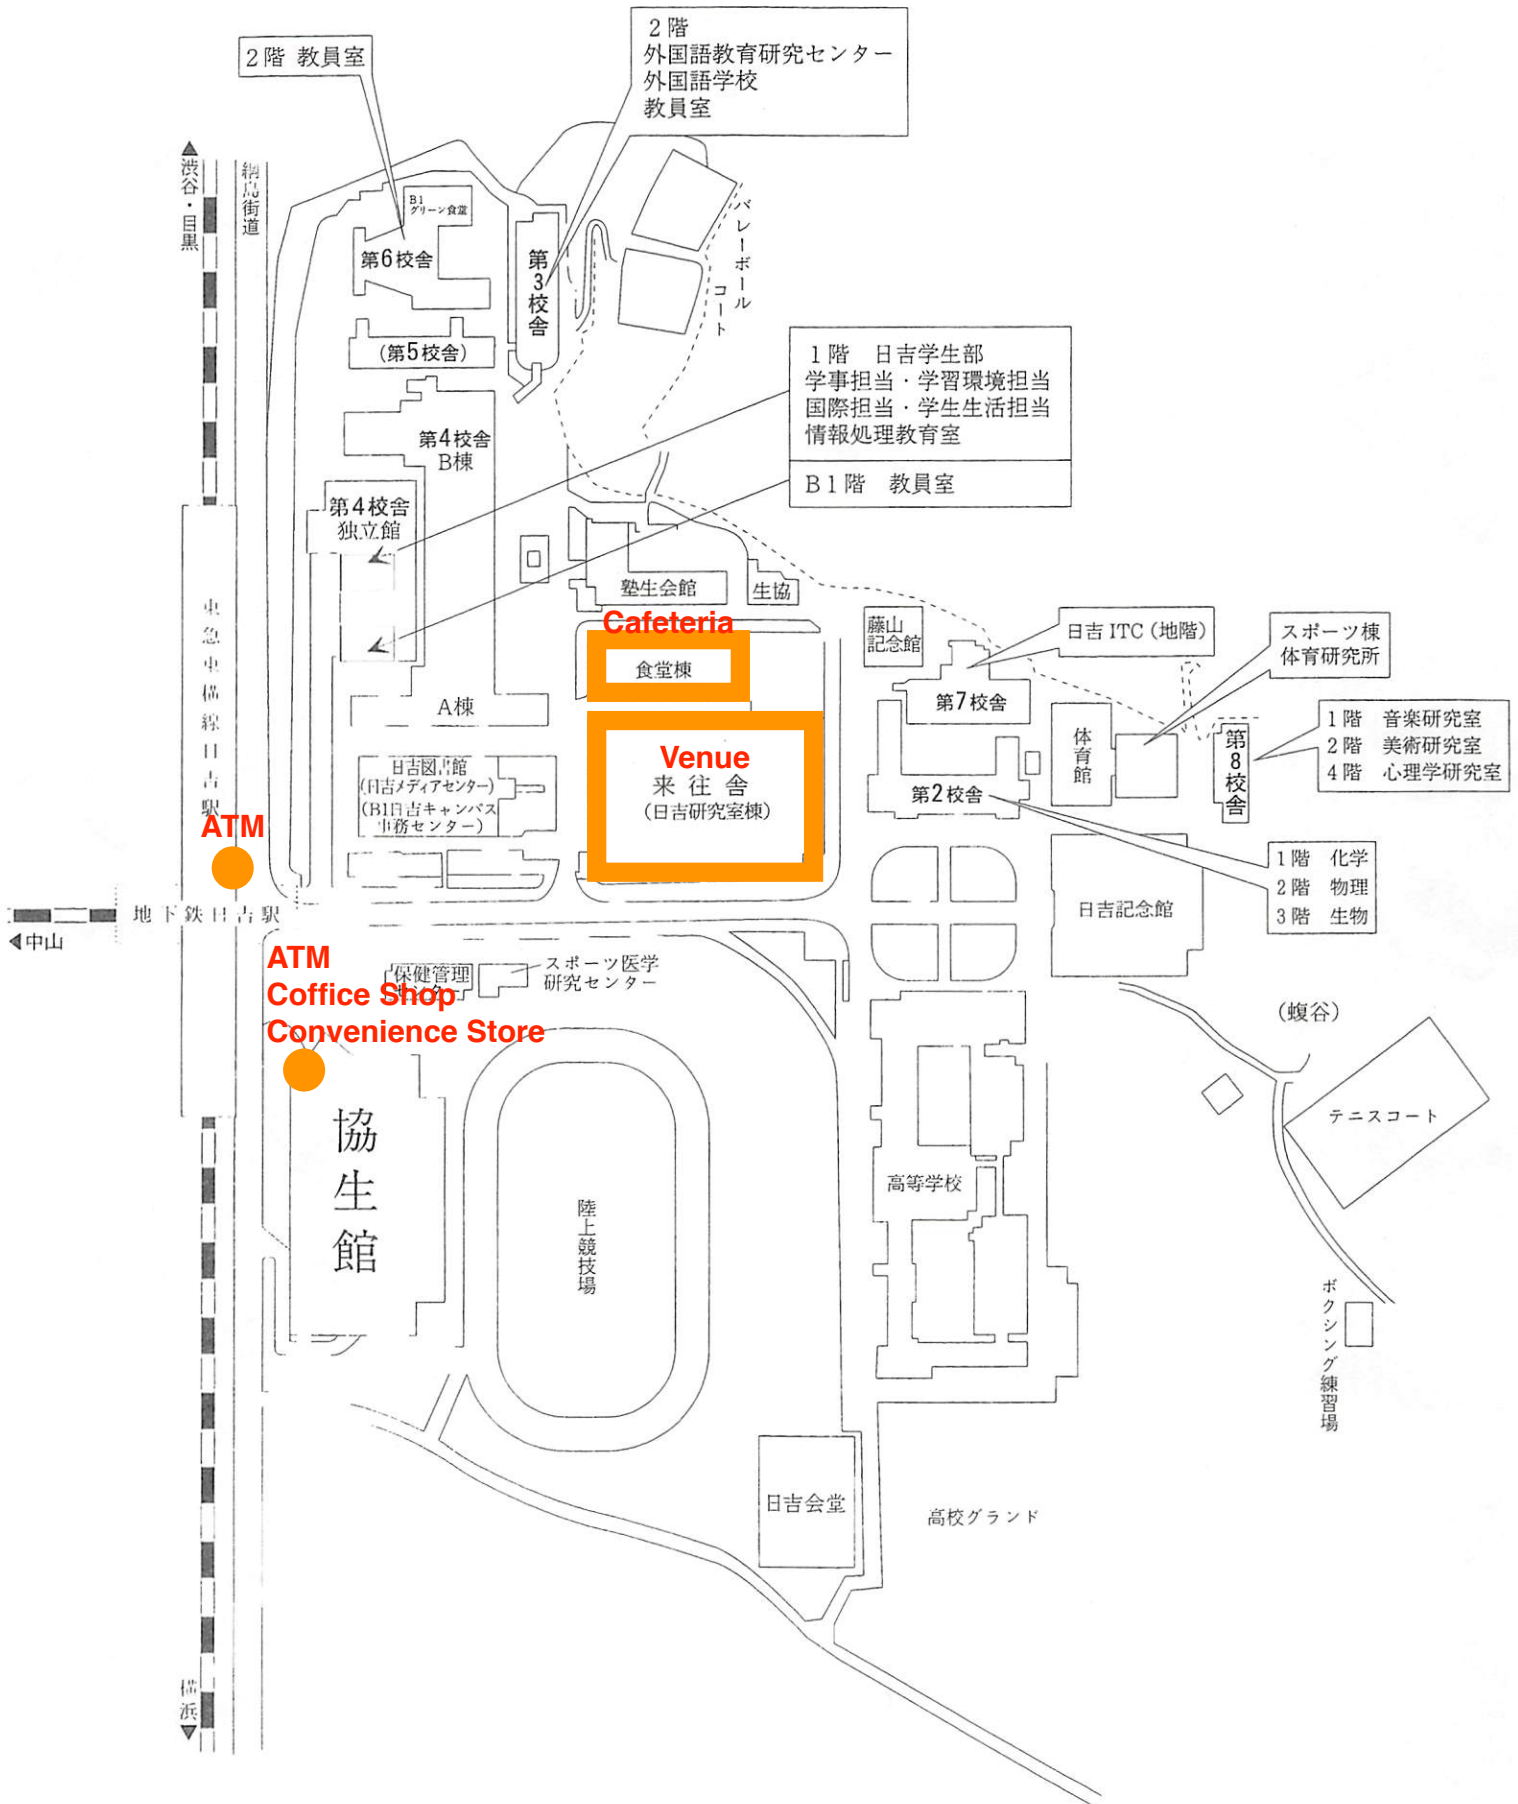 2階 教員室
2階
外国語教育研究センター
外国語学校
教員室
渋谷・目黒
綱島街道
B1
グリーン食堂
第6校舎
第3校舎
バレーボール
コート
(第5校舎)
1階 日吉学生部
学事担当・学習環境担当
国際担当・学生生活担当
情報処理教育室
B1階 教員室
第4校舎
B棟
第4校舎
独立館
塾生会館
生協
Cafeteria
食堂棟
藤山
記念館
日吉ITC(地階)
スポーツ棟
体育研究所
第7校舎
A棟
東急東横線日吉駅
Venue
来往舎
(日吉研究室棟)
日吉図書館
(日吉メディアセンター)
(B1日吉キャンパス
事務センター)
体育館
第8校舎
1階 音楽研究室
2階 美術研究室
4階 心理学研究室
第2校舎
ATM
1階 化学
2階 物理
3階 生物
地下鉄日吉駅
中山
日吉記念館
ATM
Coffice Shop
Convenience Store
保健管理
センター
スポーツ医学
研究センター
(蝮谷)
テニスコート
協生館
陸上競技場
高等学校
ボクシング練習場
日吉会堂
高校グランド
横浜